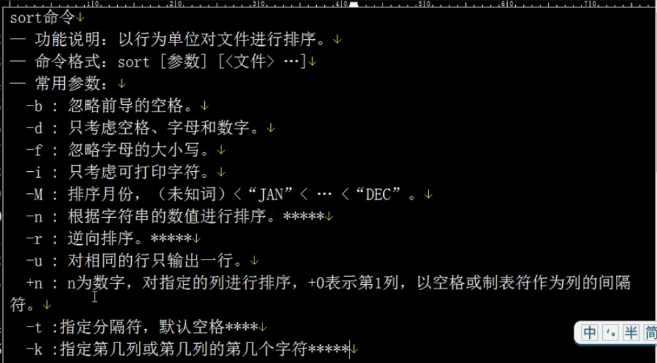 sort命令
— 功能说明：以行为单位对文件进行排序。
— 命令格式：sort [参数] [<文件> …]
— 常用参数：
-b : 忽略前导的空格。
-d : 只考虑空格、字母和数字。
-f : 忽略字母的大小写。
-i : 只考虑可打印字符。
-M : 排序月份，（未知词）<“JAN”< … <“DEC”。
-n : 根据字符串的数值进行排序。*****
-r : 逆向排序。*****
-u : 对相同的行只输出一行。
+n : n为数字，对指定的列进行排序，+0表示第1列，以空格或制表符作为列的间隔
符。
-t :指定分隔符，默认空格****
-k :指定第几列或第几列的第几个字符*****
中 半 简